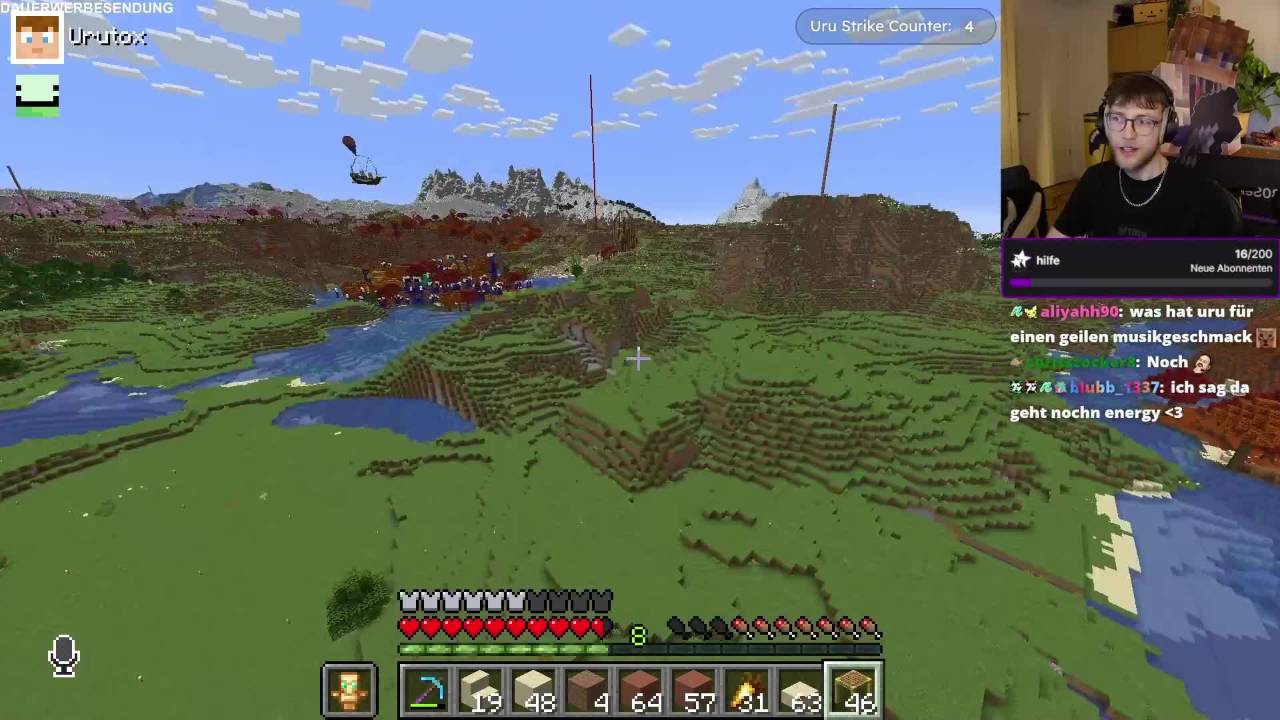 DAUERWERBESENDUNG
Urutox
Uru Strike Counter: 4
hilfe
16/200
Neue Abonnenten
aliyahh90: was hat uru für
einen geilen musikgeschmack
Noch
blubb_1337: ich sag da
geht nochn energy <3
8
19 48 4 64 57 31 63 46